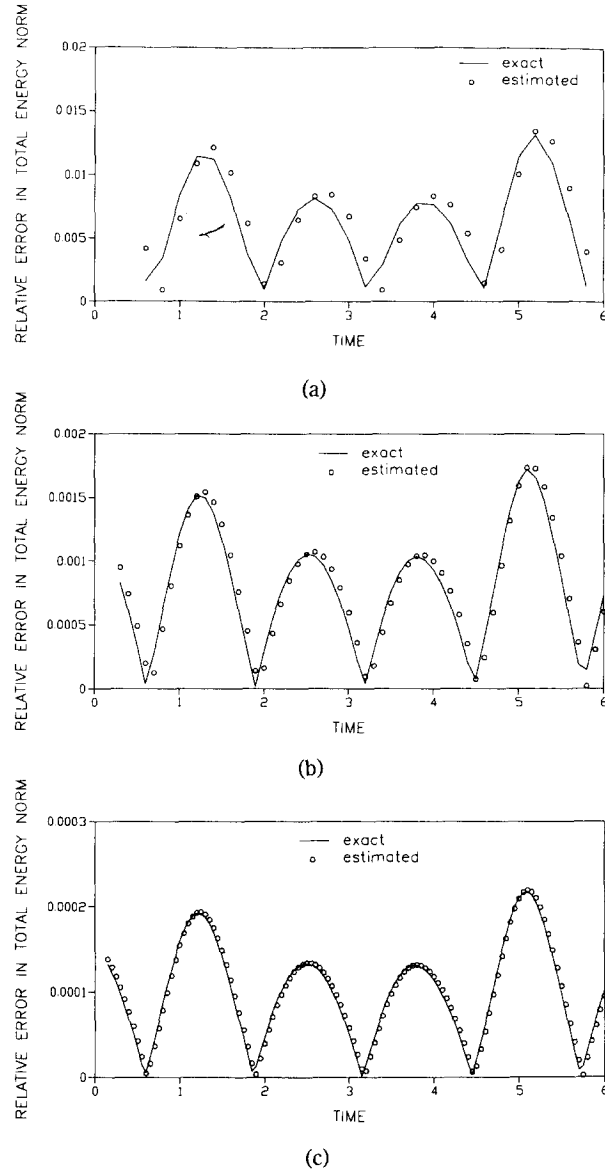 RELATIVE ERROR IN TOTAL ENERGY NORM
0.02
0.015
0.01
0.005
0
0 1 2 3 4 5 6
TIME
exact
estimated
(a)
RELATIVE ERROR IN TOTAL ENERGY NORM
0.002
0.0015
0.001
0.0005
0
0 1 2 3 4 5 6
TIME
exact
estimated
(b)
RELATIVE ERROR IN TOTAL ENERGY NORM
0.0003
0.0002
0.0001
0
0 1 2 3 4 5 6
TIME
exact
estimated
(c)